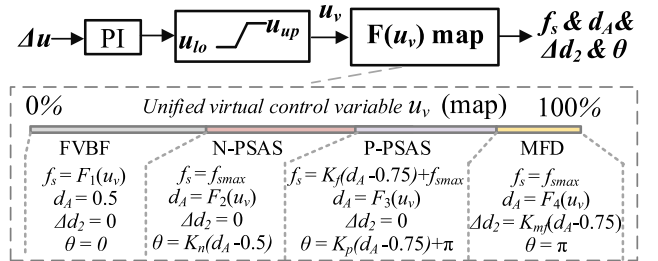 Δu PI u_lo u_up u_v F(u_v) map f_s & d_A &
Δd_2 & θ
0% Unified virtual control variable u_v (map) 100%
FVBF N-PSAS P-PSAS MFD
f_s = F_1(u_v) f_s = f_smax f_s = K_f(d_A-0.75)+f_smax f_s = f_smax
d_A = 0.5 d_A = F_2(u_v) d_A = F_3(u_v) d_A = F_4(u_v)
Δd_2 = 0 Δd_2 = 0 Δd_2 = 0 Δd_2 = K_mf(d_A-0.75)
θ = 0 θ = K_n(d_A-0.5) θ = K_p(d_A-0.75)+π θ = π